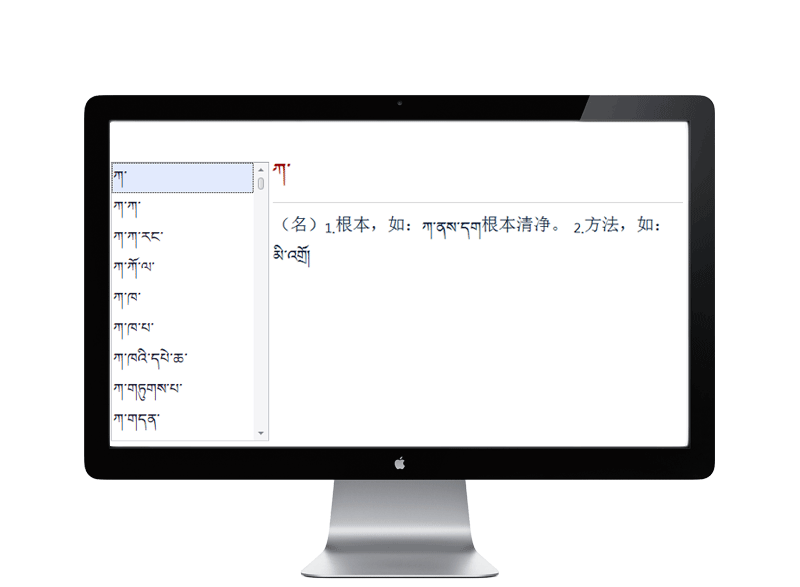 ཀ་
ཀ་ཀ་
ཀ་ཀ་རང་
ཀ་ཀོ་ལ་
ཀ་ཁ་
ཀ་ཁ་པ་
ཀ་ཁའི་དཔེ་ཆ་
ཀ་གཏུགས་པ་
ཀ་གདན་
ཀ་
（名）1.根本，如：ཀ་ནས་དག根本清净。 2.方法，如：
མི་འགྲོ།